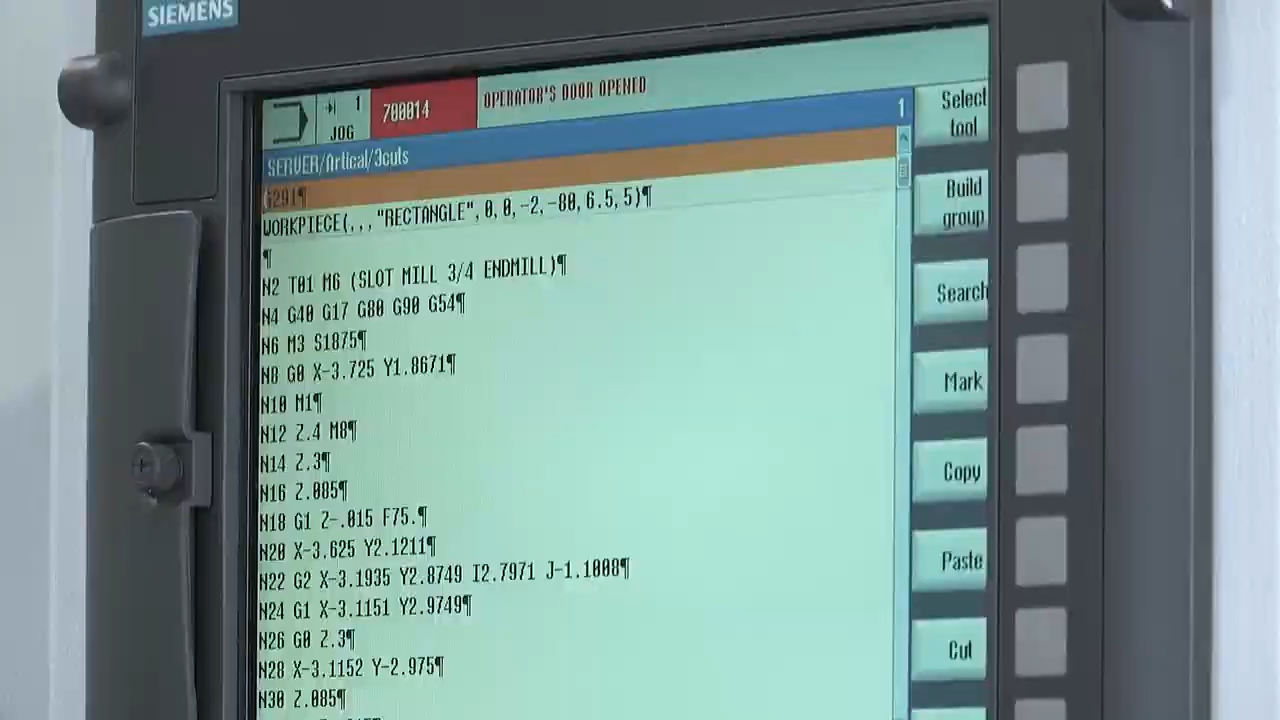 SIEMENS
1
JOG
700014
OPERATOR'S DOOR OPENED
SERVER/Artical/3cuts
1
G291¶
WORKPIECE(,,,"RECTANGLE",0,0,-2,-80,6.5,5)¶
¶
N2 T01 M6 (SLOT MILL 3/4 ENDMILL)¶
N4 G40 G17 G80 G90 G54¶
N6 M3 S1875¶
N8 G0 X-3.725 Y1.8671¶
N10 M1¶
N12 Z.4 M8¶
N14 Z.3¶
N16 Z.085¶
N18 G1 Z-.015 F75.¶
N20 X-3.625 Y2.1211¶
N22 G2 X-3.1935 Y2.8749 I2.7971 J-1.1008¶
N24 G1 X-3.1151 Y2.9749¶
N26 G0 Z.3¶
N28 X-3.1152 Y-2.975¶
N30 Z.085¶
Select
tool
Build
group
Search
Mark
Copy
Paste
Cut